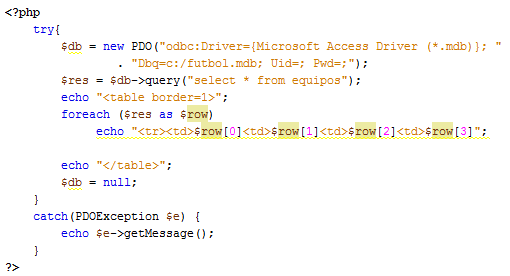 <?php
try{
$db = new PDO("odbc:Driver={Microsoft Access Driver (*.mdb)}; "
. "Dbq=c:/futbol.mdb; Uid=; Pwd=;");
$res = $db->query("select * from equipos");
echo "<table border=1>";
foreach ($res as $row)
echo "<tr><td>$row[0]<td>$row[1]<td>$row[2]<td>$row[3]";
echo "</table>";
$db = null;
}
catch(PDOException $e) {
echo $e->getMessage();
}
?>